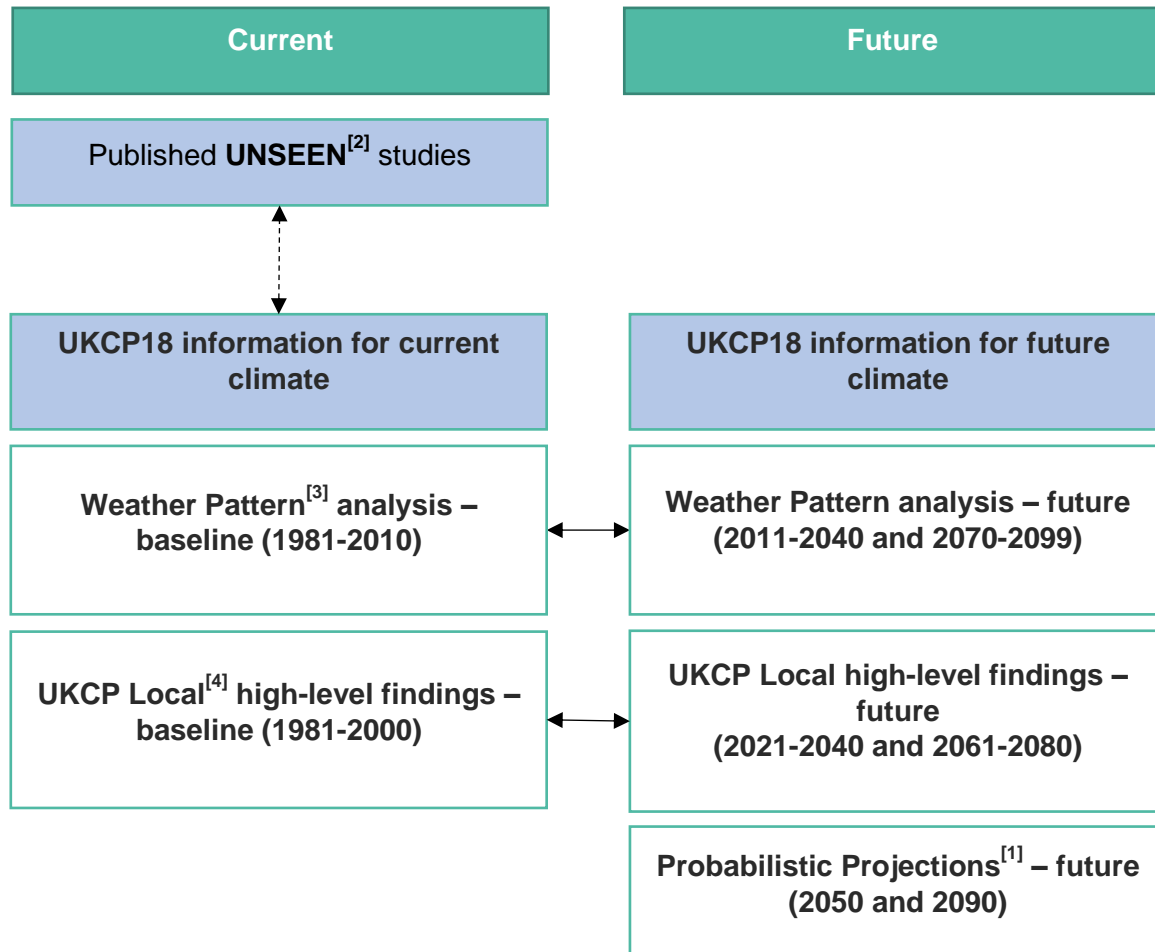 Current
Future
Published UNSEEN[2] studies
UKCP18 information for current
climate
UKCP18 information for future
climate
Weather Pattern[3] analysis –
baseline (1981-2010)
Weather Pattern analysis – future
(2011-2040 and 2070-2099)
UKCP Local[4] high-level findings –
baseline (1981-2000)
UKCP Local high-level findings –
future
(2021-2040 and 2061-2080)
Probabilistic Projections[1] – future
(2050 and 2090)